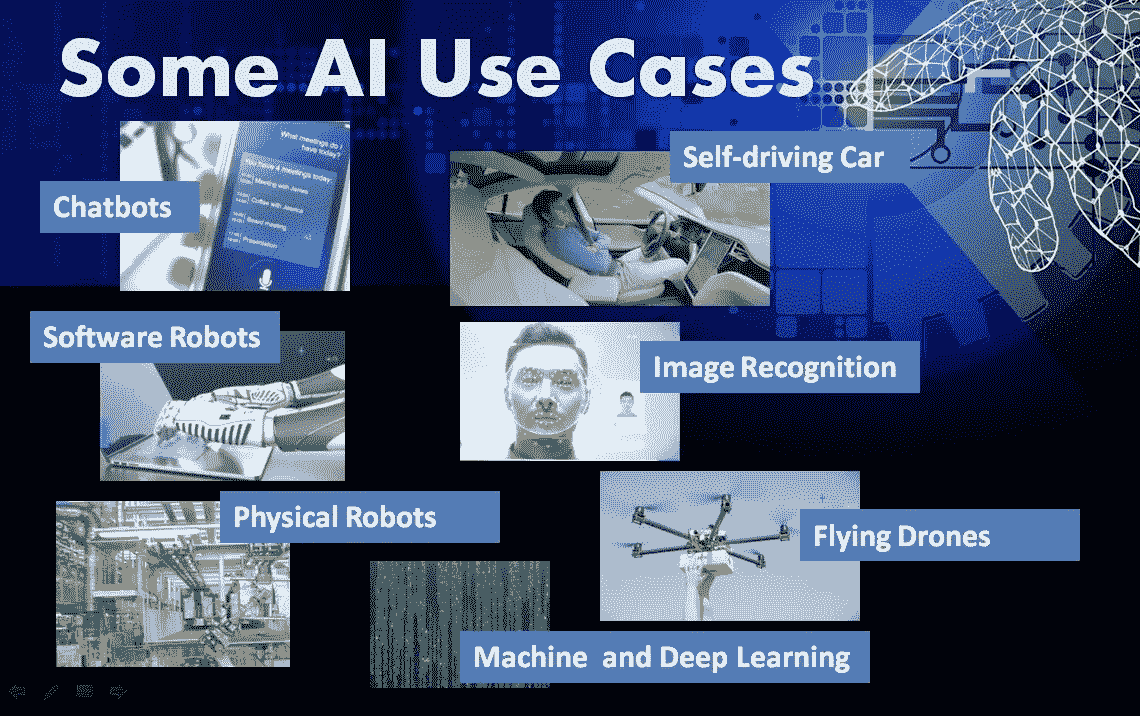 Some AI Use Cases
What meetings do I
have today?
You have 4 meetings today
Meeting with James
Coffee with Jessica
Board meeting
Presentation
Chatbots
Self-driving Car
Software Robots
Image Recognition
Physical Robots
Flying Drones
Machine and Deep Learning